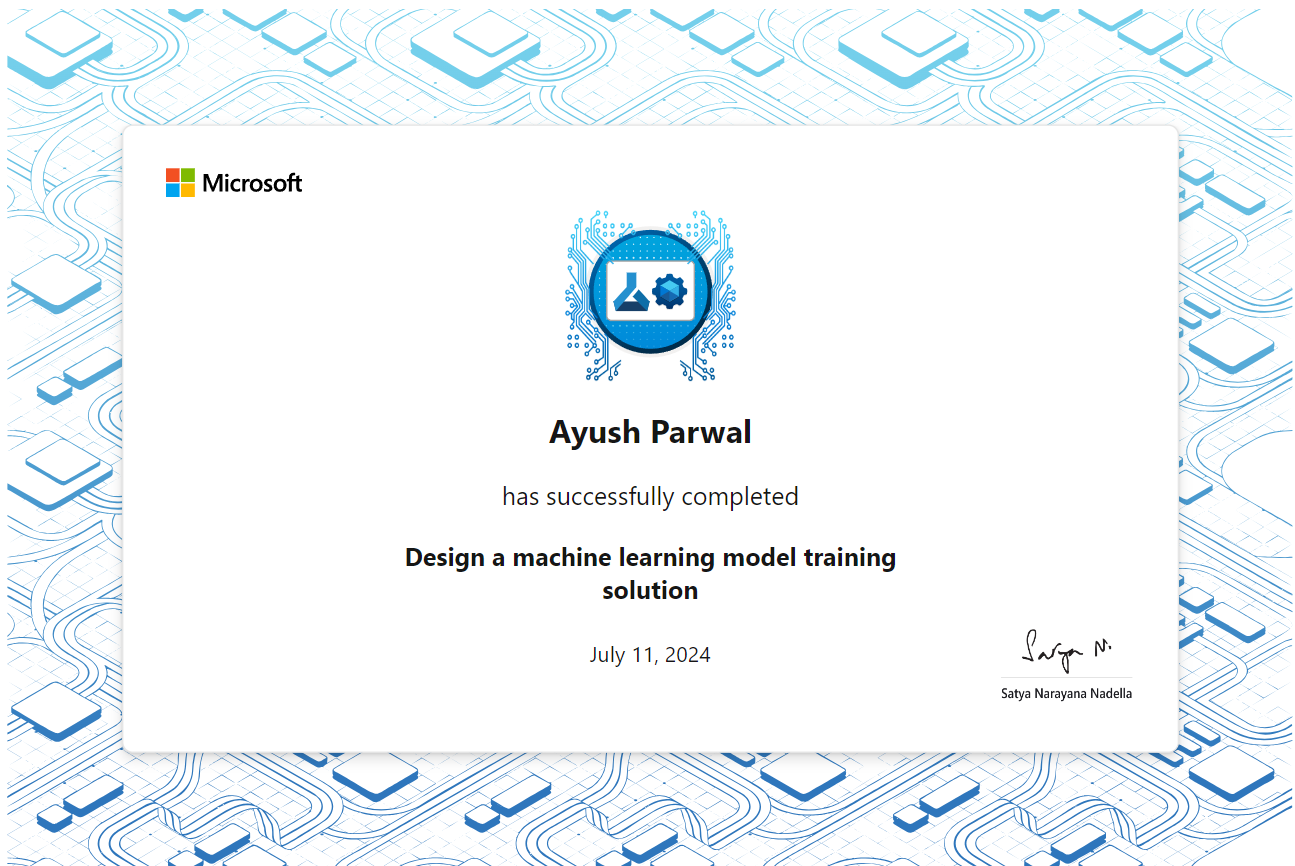 Microsoft
Ayush Parwal
has successfully completed
Design a machine learning model training
solution
July 11, 2024
Satya N.
Satya Narayana Nadella